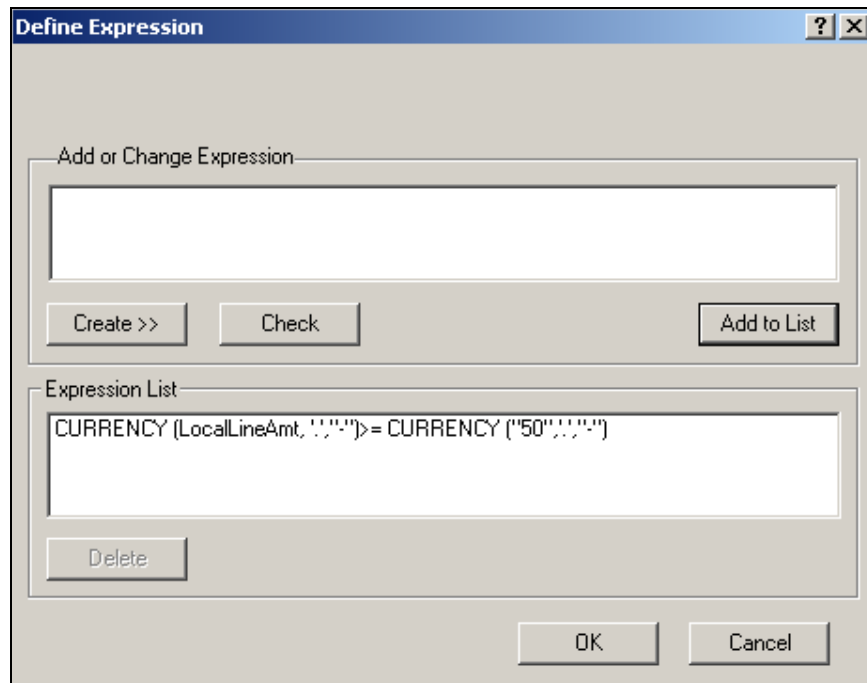 Define Expression
Add or Change Expression
Create >>
Check
Add to List
Expression List
CURRENCY (LocalLineAmt, '.',"-")>= CURRENCY ("50",'.',"-")
Delete
OK
Cancel